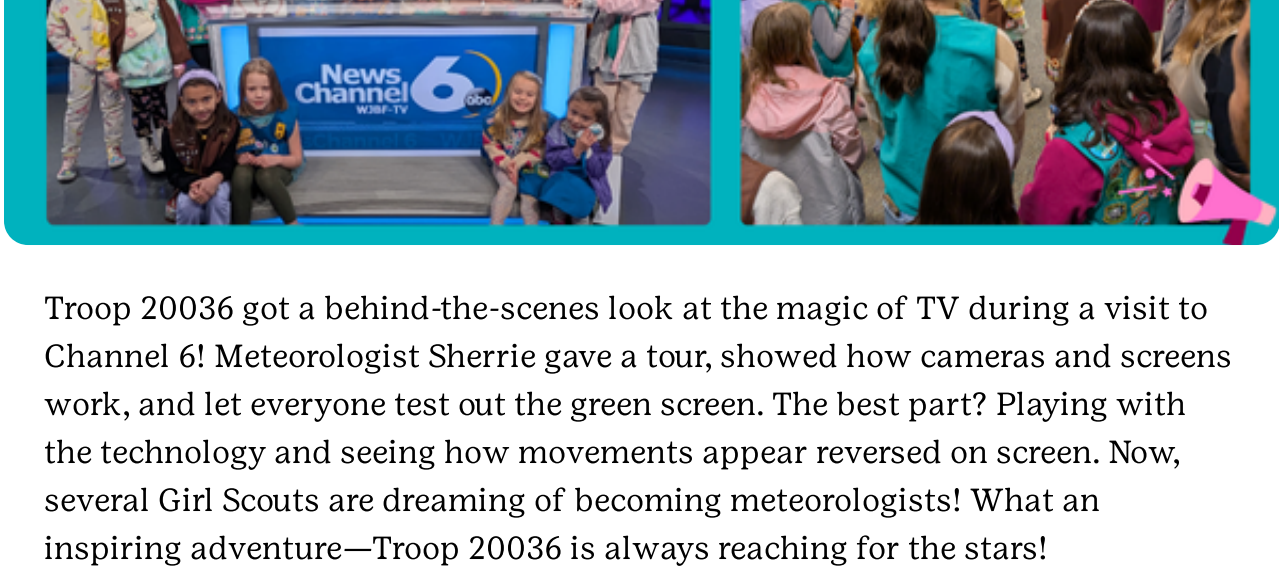 News
Channel 6 abc
WJBF-TV
Troop 20036 got a behind-the-scenes look at the magic of TV during a visit to
Channel 6! Meteorologist Sherrie gave a tour, showed how cameras and screens
work, and let everyone test out the green screen. The best part? Playing with
the technology and seeing how movements appear reversed on screen. Now,
several Girl Scouts are dreaming of becoming meteorologists! What an
inspiring adventure—Troop 20036 is always reaching for the stars!